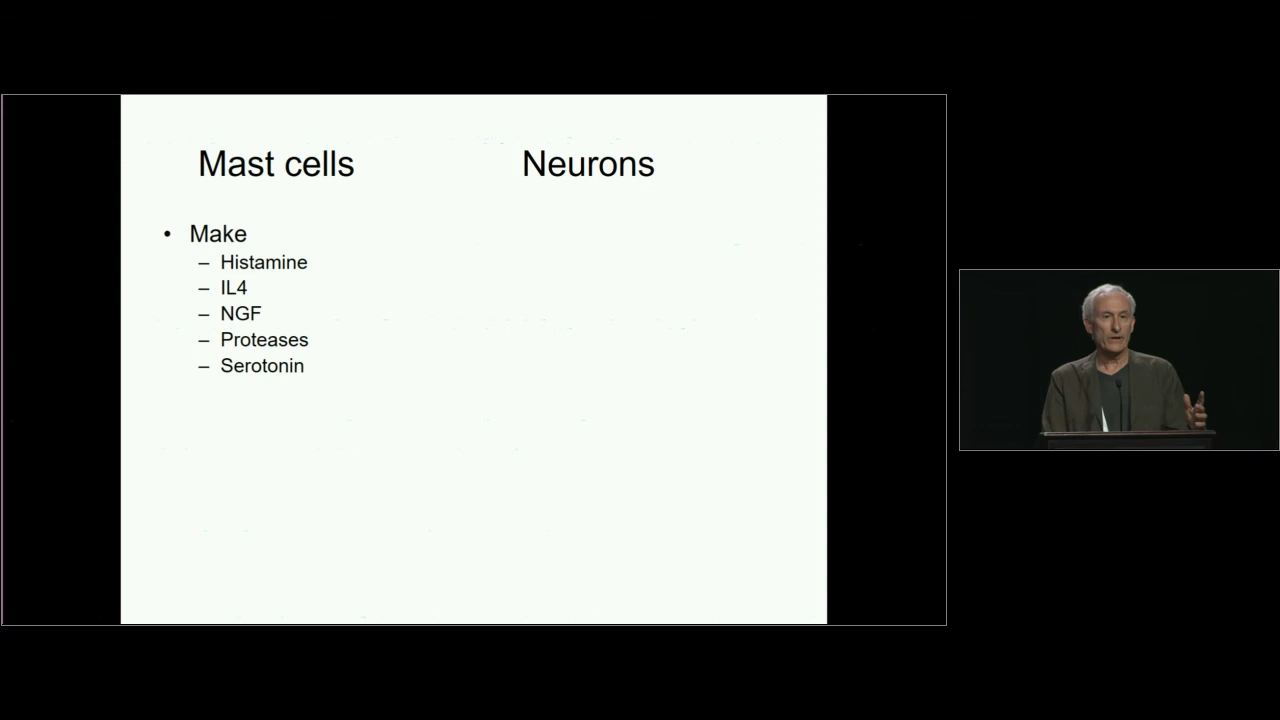 Mast cells
Neurons
• Make
– Histamine
– IL4
– NGF
– Proteases
– Serotonin